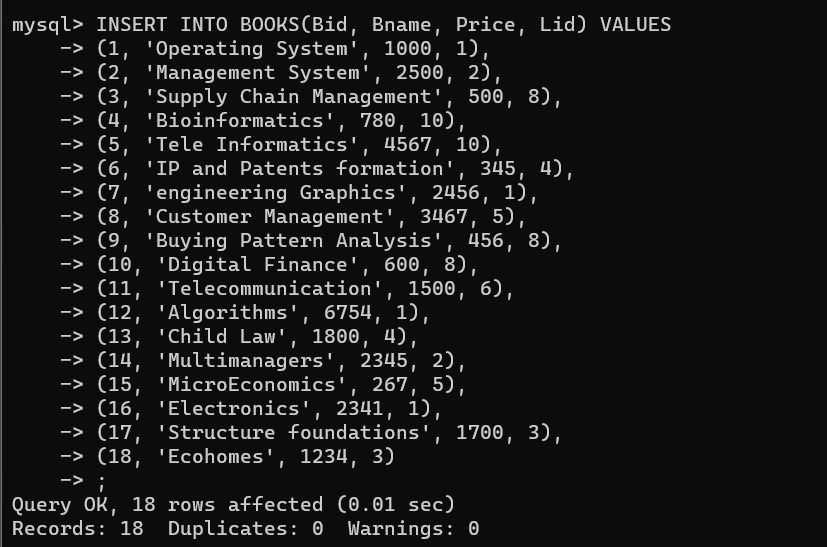 mysql> INSERT INTO BOOKS(Bid, Bname, Price, Lid) VALUES
    -> (1, 'Operating System', 1000, 1),
    -> (2, 'Management System', 2500, 2),
    -> (3, 'Supply Chain Management', 500, 8),
    -> (4, 'Bioinformatics', 780, 10),
    -> (5, 'Tele Informatics', 4567, 10),
    -> (6, 'IP and Patents formation', 345, 4),
    -> (7, 'engineering Graphics', 2456, 1),
    -> (8, 'Customer Management', 3467, 5),
    -> (9, 'Buying Pattern Analysis', 456, 8),
    -> (10, 'Digital Finance', 600, 8),
    -> (11, 'Telecommunication', 1500, 6),
    -> (12, 'Algorithms', 6754, 1),
    -> (13, 'Child Law', 1800, 4),
    -> (14, 'Multimanagers', 2345, 2),
    -> (15, 'MicroEconomics', 267, 5),
    -> (16, 'Electronics', 2341, 1),
    -> (17, 'Structure foundations', 1700, 3),
    -> (18, 'Ecohomes', 1234, 3)
    -> ;
Query OK, 18 rows affected (0.01 sec)
Records: 18  Duplicates: 0  Warnings: 0